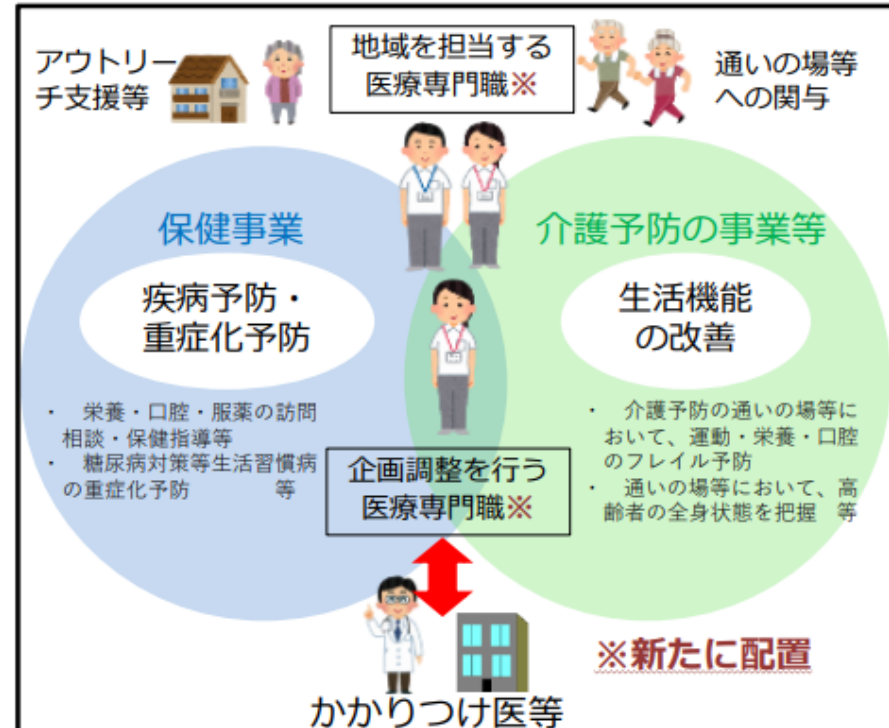 アウトリー
チ支援等
地域を担当する
医療専門職※
通いの場等
への関与
保健事業
疾病予防・
重症化予防
・　栄養・口腔・服薬の訪問
相談・保健指導等
・　糖尿病対策等生活習慣病
の重症化予防　　　等
介護予防の事業等
生活機能
の改善
・　介護予防の通いの場等に
おいて、運動・栄養・口腔
のフレイル予防
・　通いの場等において、高
齢者の全身状態を把握　等
企画調整を行う
医療専門職※
かかりつけ医等
※新たに配置